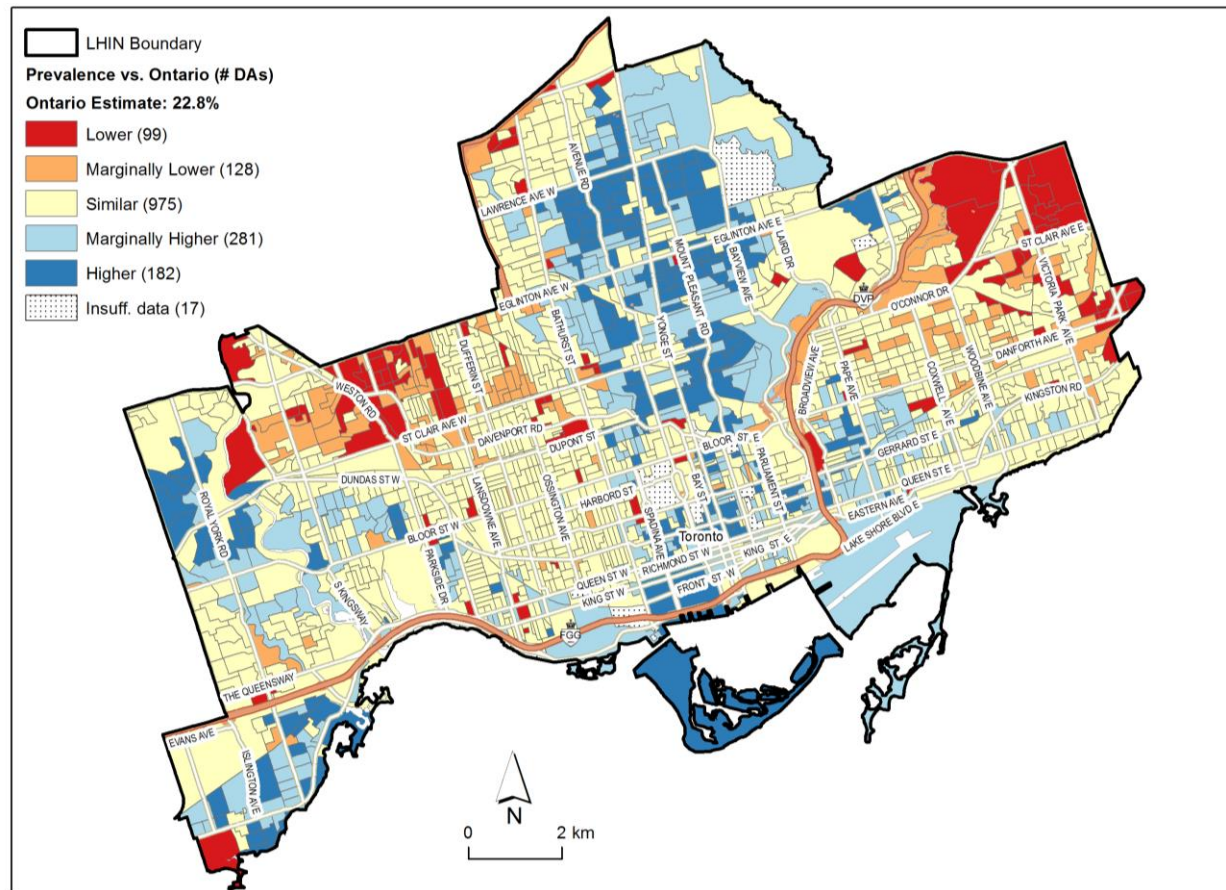 LHIN Boundary
Prevalence vs. Ontario (# DAs)
Ontario Estimate: 22.8%
Lower (99)
Marginally Lower (128)
Similar (975)
Marginally Higher (281)
Higher (182)
Insuff. data (17)
AVENUE RD
LAWRENCE AVE W
EGLINTON AVE E
LAIRD DR
BAYVIEW AVE
MOUNT PLEASANT RD
ST CLAIR AVE E
VICTORIA PARK AVE
DVP
O'CONNOR DR
EGLINTON AVE W
BATHURST ST
YONGE ST
DUFFERIN ST
BROADVIEW AVE
PAPE AVE
COXWELL AVE
WOODBINE AVE
DANFORTH AVE
KINGSTON RD
WESTON RD
ST CLAIR AVE W
DAVENPORT RD
DUPONT ST
BLOOR ST E
PARLIAMENT ST
GERRARD ST E
QUEEN ST E
DUNDAS ST W
LANSDOWNE AVE
OSSINGTON AVE
HARBORD ST
SPADINA AVE
BAY ST
EASTERN AVE
LAKE SHORE BLVD E
ROYAL YORK RD
BLOOR ST W
PARKSIDE DR
Toronto
QUEEN ST W
RICHMOND ST W
KING ST E
S KINGSWAY
KING ST W
FRONT ST W
FGG
THE QUEENSWAY
EVANS AVE
ISLINGTON AVE
N
0 2 km